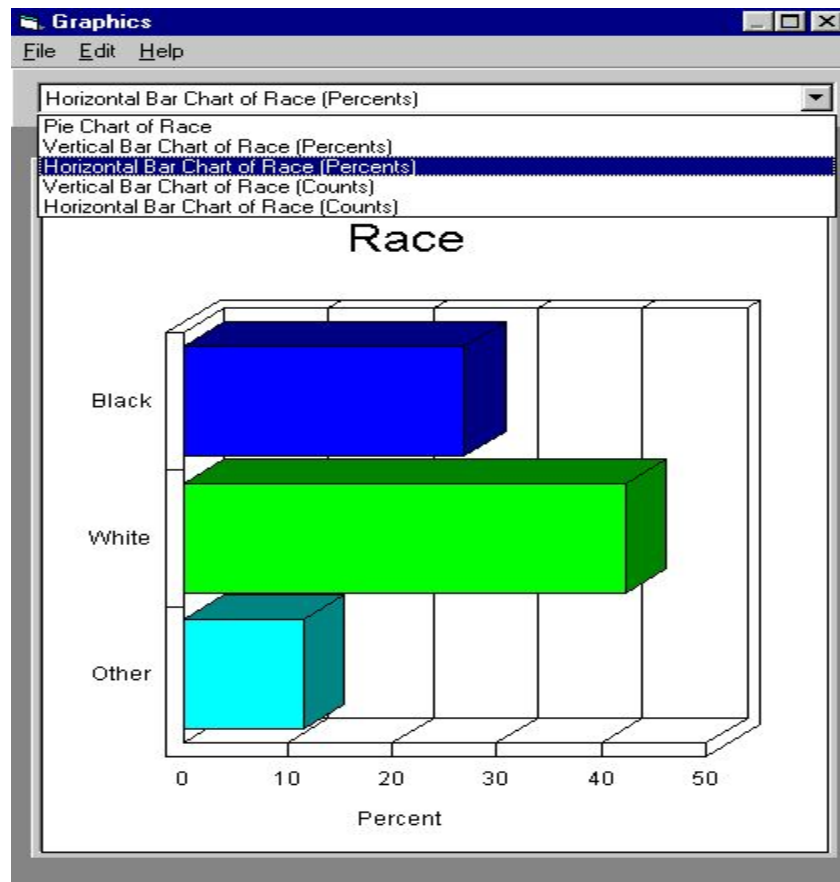 Graphics
File Edit Help
Horizontal Bar Chart of Race (Percents)
Pie Chart of Race
Vertical Bar Chart of Race (Percents)
Horizontal Bar Chart of Race (Percents)
Vertical Bar Chart of Race (Counts)
Horizontal Bar Chart of Race (Counts)
Race
Black
White
Other
0 10 20 30 40 50
Percent